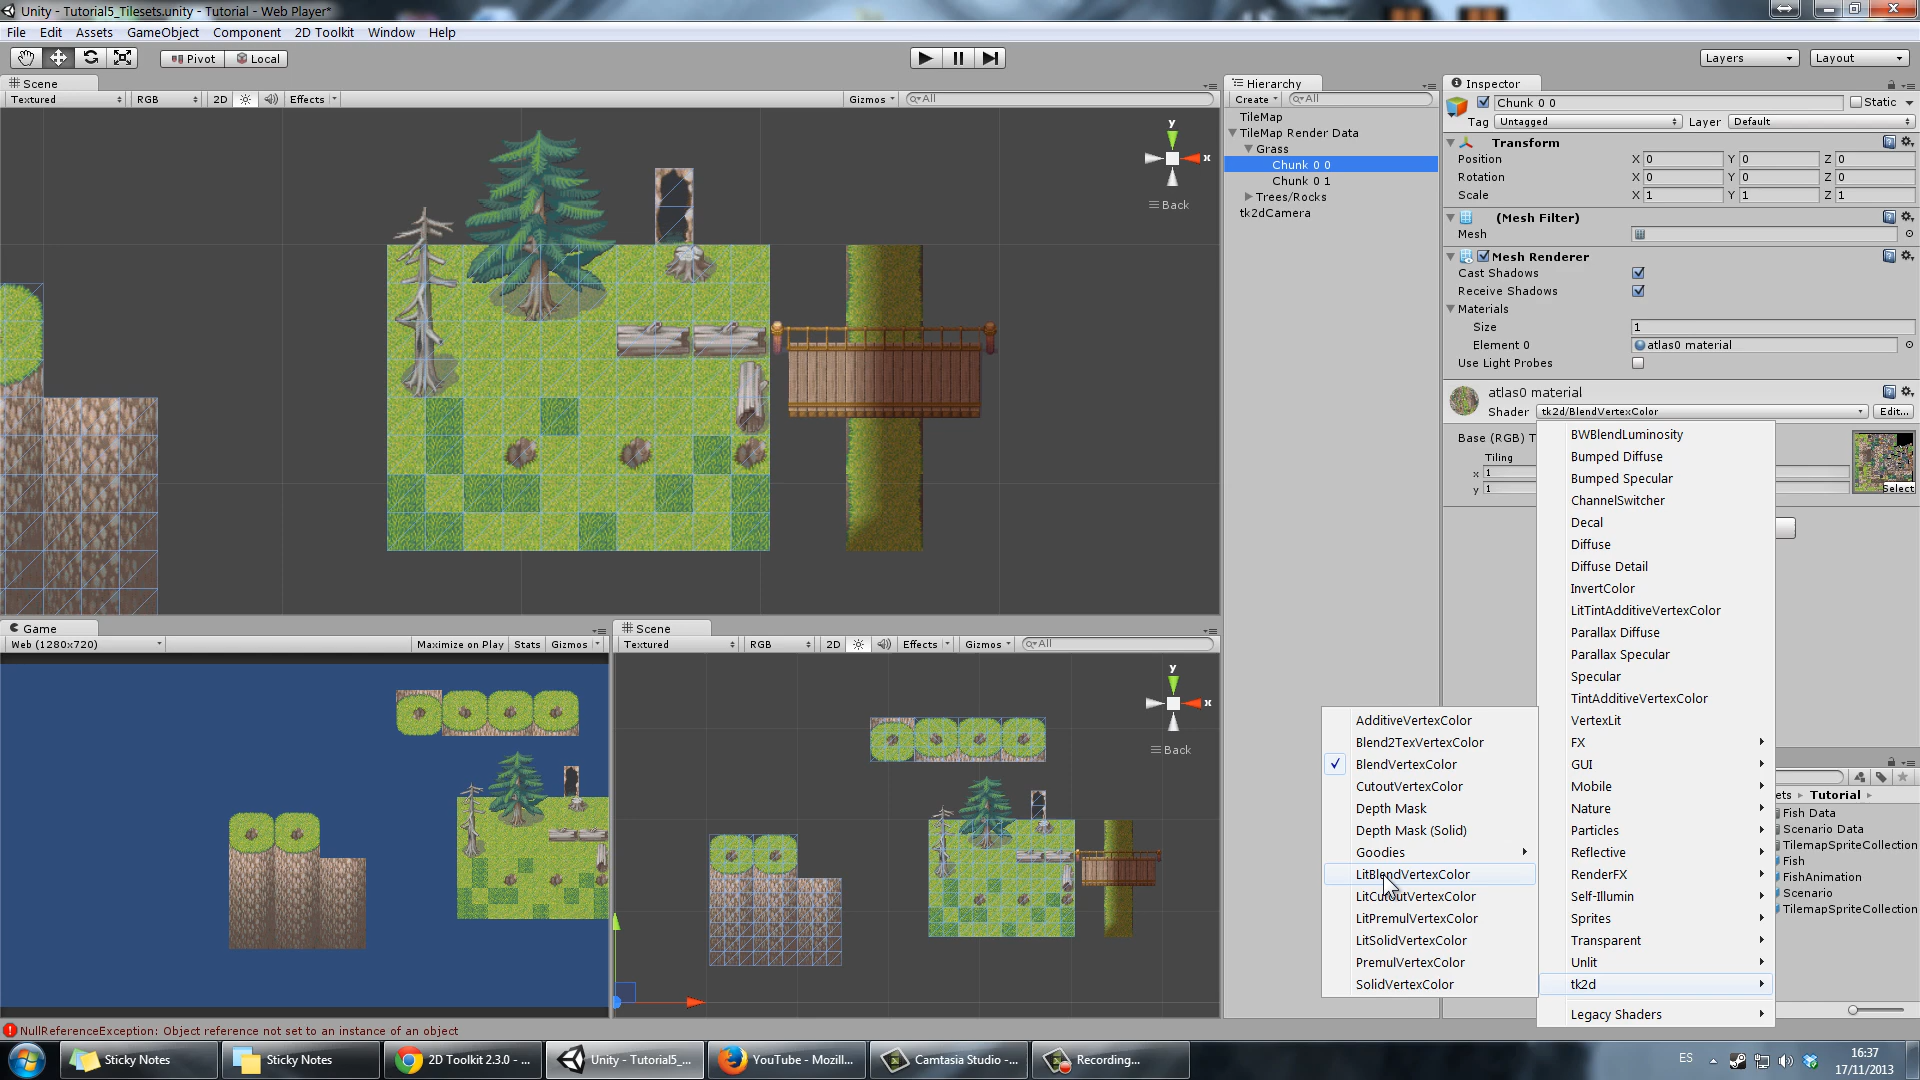 Unity - Tutorial5_Tilesets.unity - Tutorial - Web Player*
File Edit Assets GameObject Component 2D Toolkit Window Help
Pivot Local
Layers Layout
Scene
Textured RGB 2D Effects Gizmos All
y
x
Back
Hierarchy
Create All
TileMap
TileMap Render Data
Grass
Chunk 0 0
Chunk 0 1
Trees/Rocks
tk2dCamera
Inspector
Chunk 0 0 Static
Tag Untagged Layer Default
Transform
Position X 0 Y 0 Z 0
Rotation X 0 Y 0 Z 0
Scale X 1 Y 1 Z 1
(Mesh Filter)
Mesh
Mesh Renderer
Cast Shadows
Receive Shadows
Materials
Size 1
Element 0 atlas0 material
Use Light Probes
atlas0 material
Shader tk2d/BlendVertexColor Edit...
Base (RGB) T
Tiling
x 1
y 1
Select
BWBlendLuminosity
Bumped Diffuse
Bumped Specular
ChannelSwitcher
Decal
Diffuse
Diffuse Detail
InvertColor
LitTintAdditiveVertexColor
Parallax Diffuse
Parallax Specular
Specular
TintAdditiveVertexColor
VertexLit
FX
GUI
Mobile
Nature
Particles
Reflective
RenderFX
Self-Illumin
Sprites
Transparent
Unlit
tk2d
Legacy Shaders
AdditiveVertexColor
Blend2TexVertexColor
BlendVertexColor
CutoutVertexColor
Depth Mask
Depth Mask (Solid)
Goodies
LitBlendVertexColor
LitCutoutVertexColor
LitPremulVertexColor
LitSolidVertexColor
PremulVertexColor
SolidVertexColor
ets Tutorial
Fish Data
Scenario Data
TilemapSpriteCollection
Fish
FishAnimation
Scenario
TilemapSpriteCollection
Game
Web (1280x720) Maximize on Play Stats Gizmos
Scene
Textured RGB 2D Effects Gizmos All
y
x
Back
NullReferenceException: Object reference not set to an instance of an object
Sticky Notes
Sticky Notes
2D Toolkit 2.3.0 - ...
Unity - Tutorial5_...
YouTube - Mozill...
Camtasia Studio -...
Recording...
ES
16:37
17/11/2013